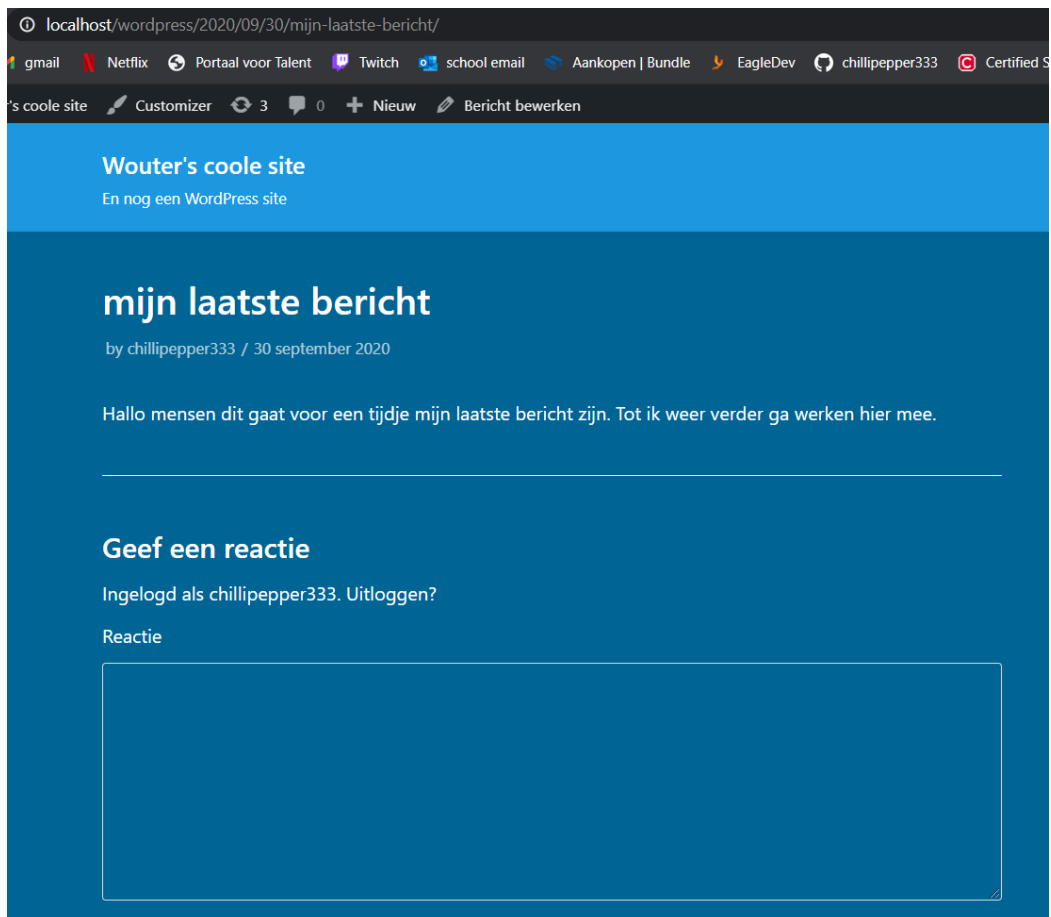 localhost/wordpress/2020/09/30/mijn-laatste-bericht/
gmail Netflix Portaal voor Talent Twitch school email Aankopen | Bundle EagleDev chillipepper333 Certified S
's coole site Customizer 3 0 Nieuw Bericht bewerken
Wouter's coole site
En nog een WordPress site
mijn laatste bericht
by chillipepper333 / 30 september 2020
Hallo mensen dit gaat voor een tijdje mijn laatste bericht zijn. Tot ik weer verder ga werken hier mee.
Geef een reactie
Ingelogd als chillipepper333. Uitloggen?
Reactie